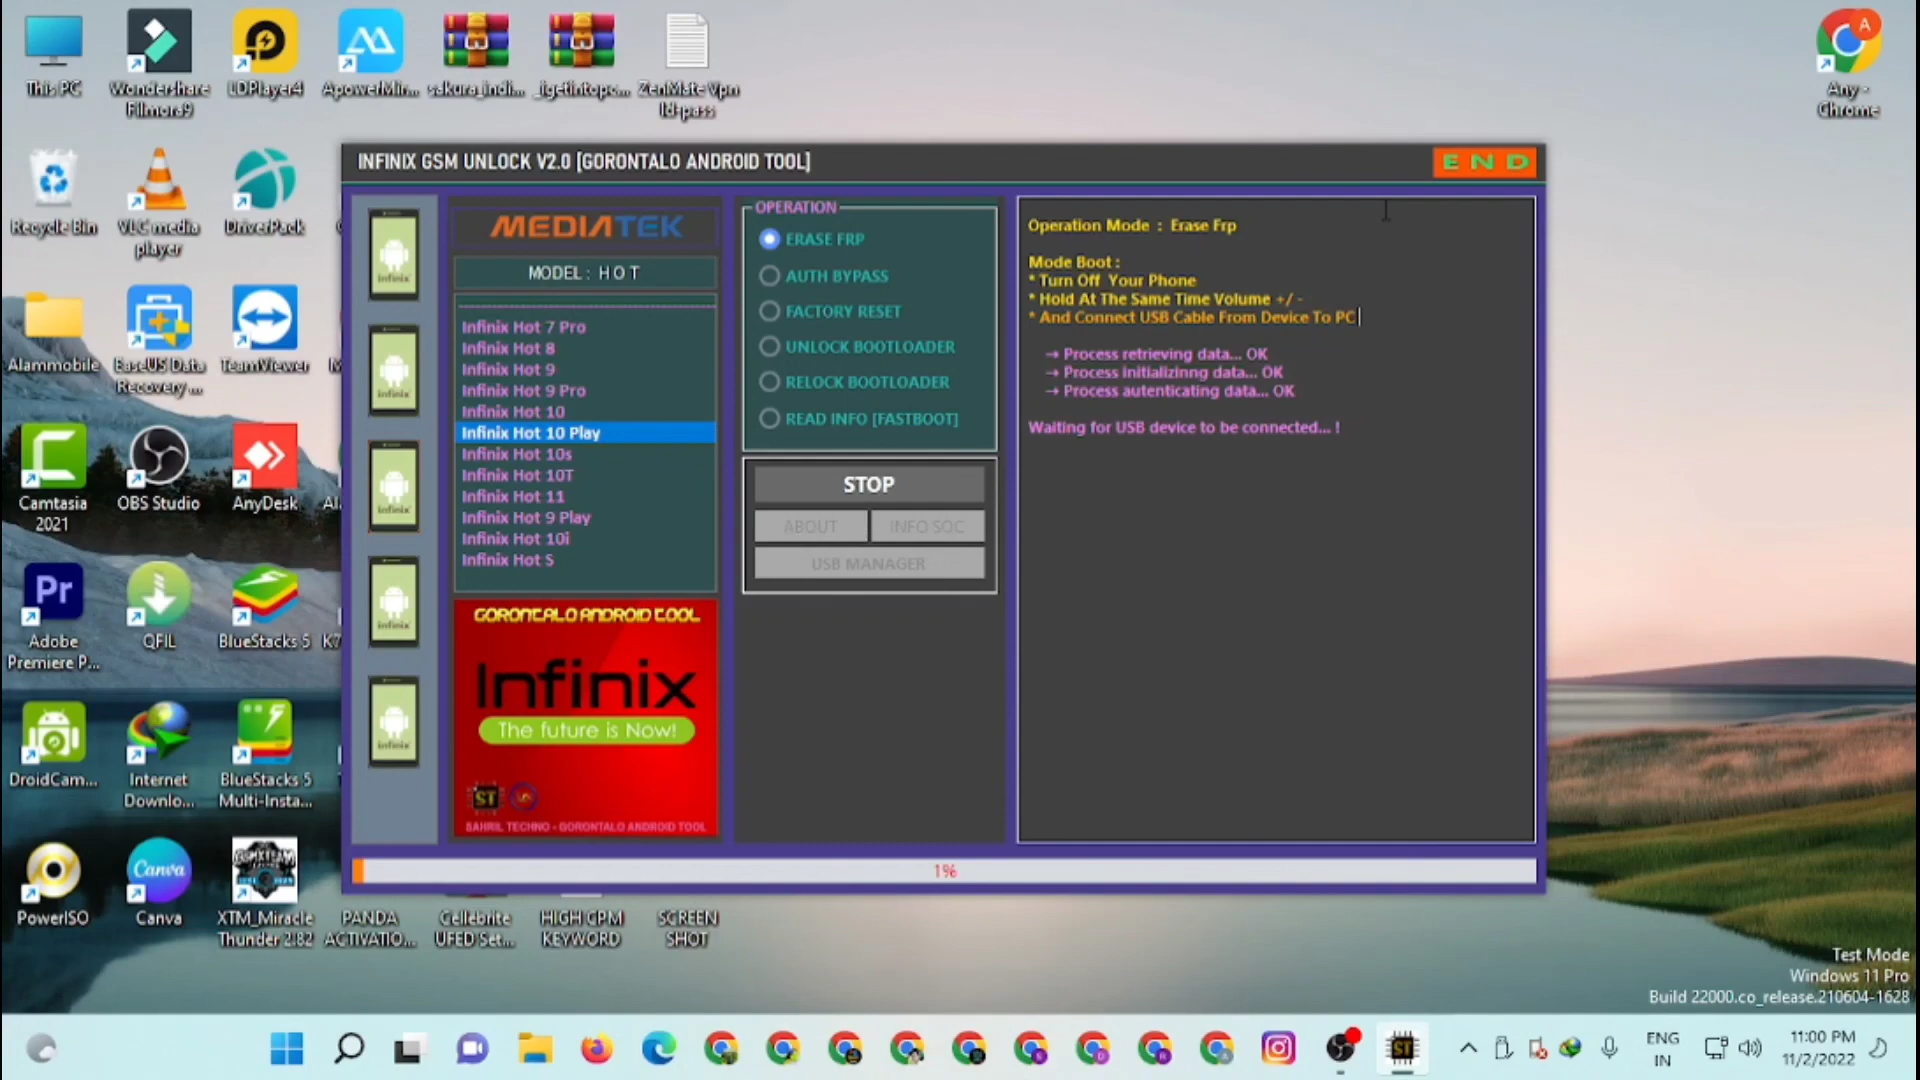 This PC
Wondershare
Filmora9
LDPlayer4
ApowerMir...
sakura_indi...
_igetintopc...
ZenMate Vpn
Id-pass
Any -
Chrome
Recycle Bin
VLC media
player
DriverPack
Alammobile
EaseUS Data
Recovery ...
TeamViewer
Camtasia
2021
OBS Studio
AnyDesk
Adobe
Premiere P...
QFIL
BlueStacks 5
DroidCam...
Internet
Downlo...
BlueStacks 5
Multi-Insta...
PowerISO
Canva
XTM_Miracle
Thunder 2.82
PANDA
ACTIVATIO...
Cellebrite
UFED Set...
HIGH CPM
KEYWORD
SCREEN
SHOT
INFINIX GSM UNLOCK V2.0 [GORONTALO ANDROID TOOL]
END
MEDIATEK
MODEL : H O T
Infinix Hot 7 Pro
Infinix Hot 8
Infinix Hot 9
Infinix Hot 9 Pro
Infinix Hot 10
Infinix Hot 10 Play
Infinix Hot 10s
Infinix Hot 10T
Infinix Hot 11
Infinix Hot 9 Play
Infinix Hot 10i
Infinix Hot S
GORONTALO ANDROID TOOL
Infinix
The future is Now!
ST
BAHRIL TECHNO - GORONTALO ANDROID TOOL
OPERATION
ERASE FRP
AUTH BYPASS
FACTORY RESET
UNLOCK BOOTLOADER
RELOCK BOOTLOADER
READ INFO [FASTBOOT]
STOP
ABOUT
INFO SOC
USB MANAGER
Operation Mode : Erase Frp
Mode Boot :
* Turn Off Your Phone
* Hold At The Same Time Volume +/ -
* And Connect USB Cable From Device To PC
→ Process retrieving data... OK
→ Process initializinng data... OK
→ Process autenticating data... OK
Waiting for USB device to be connected... !
1%
Test Mode
Windows 11 Pro
Build 22000.co_release.210604-1628
ENG
IN
11:00 PM
11/2/2022